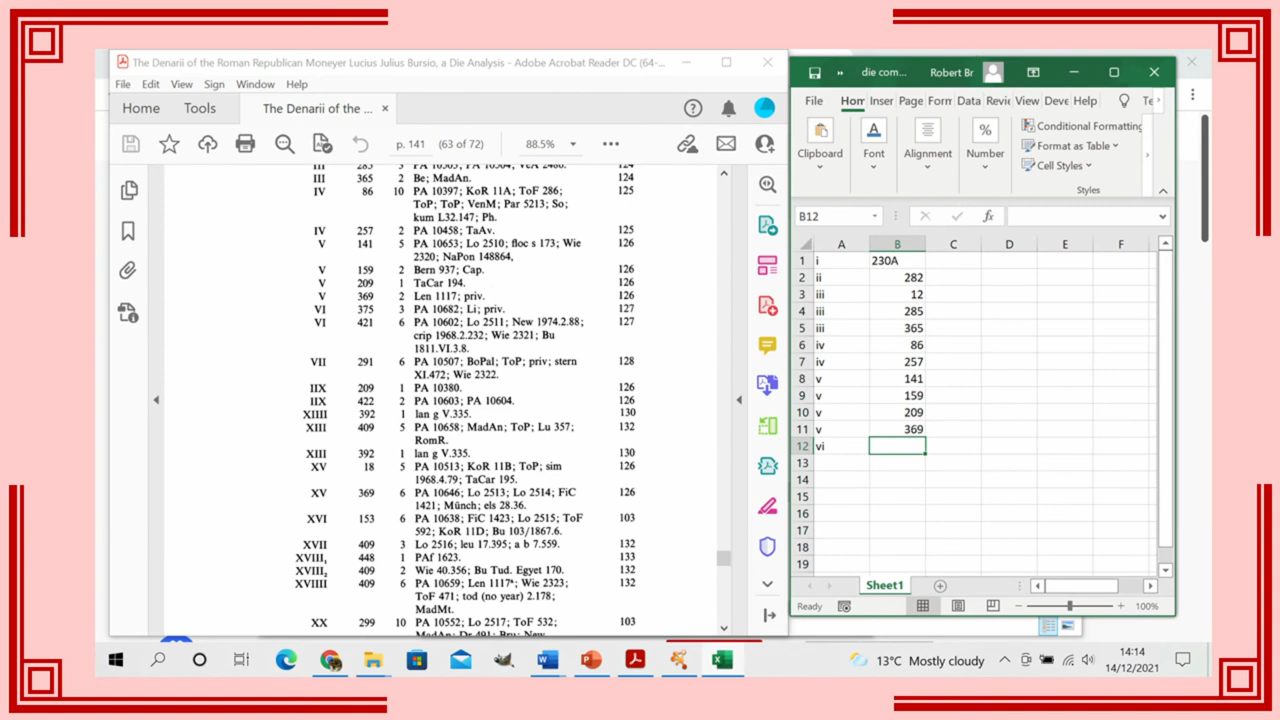 The Denarii of the Roman Republican Moneyer Lucius Julius Bursio, a Die Analysis - Adobe Acrobat Reader DC (64-...
File Edit View Sign Window Help
Home Tools The Denarii of the ... ×
p. 141 (63 of 72) 88.5%
III 285 3 PA 10503; PA 10504; 124
III 365 2 Be; MadAn. 124
IV 86 10 PA 10397; KoR 11A; ToF 286; 125
ToP; ToP; VenM; Par 5213; So;
kum L32.147; Ph.
IV 257 2 PA 10458; TaAv. 125
V 141 5 PA 10653; Lo 2510; floc s 173; Wie 126
2320; NaPon 148864,
V 159 2 Bern 937; Cap. 126
V 209 1 TaCar 194. 126
V 369 2 Len 1117; priv. 126
VI 375 3 PA 10682; Li; priv. 127
VI 421 6 PA 10602; Lo 2511; New 1974.2.88; 127
crip 1968.2.232; Wie 2321; Bu
1811.VI.3.8.
VII 291 6 PA 10507; BoPal; ToP; priv; stern 128
XI.472; Wie 2322.
IIX 209 1 PA 10380. 126
IIX 422 2 PA 10603; PA 10604. 126
XIIII 392 1 lan g V.335. 130
XIII 409 5 PA 10658; MadAn; ToP; Lu 357; 132
RomR.
XIII 392 1 lan g V.335. 130
XV 18 5 PA 10513; KoR 11B; ToP; sim 126
1968.4.79; TaCar 195.
XV 369 6 PA 10646; Lo 2513; Lo 2514; FiC 126
1421; Münch; els 28.36.
XVI 153 6 PA 10638; FiC 1423; Lo 2515; ToF 103
592; KoR 11D; Bu 103/1867.6.
XVII 409 3 Lo 2516; leu 17.395; a b 7.559. 132
XVIII₁ 448 1 PAf 1623. 133
XVIII₂ 409 2 Wie 40.356; Bu Tud. Egyet 170. 132
XVIIII 409 6 PA 10659; Len 1117*; Wie 2323; 132
ToF 471; tod (no year) 2.178;
MadMt.
XX 299 10 PA 10552; Lo 2517; ToF 532; 103
MadAn; Dr 491; Bru; New
die com... Robert Br
File Hom Inser Page Form Data Revie View Deve Help Te
Clipboard Font Alignment Number
Conditional Formatting
Format as Table
Cell Styles
Styles
B12 fx
A B C D E F
1 i 230A
2 ii 282
3 iii 12
4 iii 285
5 iii 365
6 iv 86
7 iv 257
8 v 141
9 v 159
10 v 209
11 v 369
12 vi
13
14
15
16
17
18
19
Sheet1
Ready 100%
13°C Mostly cloudy
14:14
14/12/2021